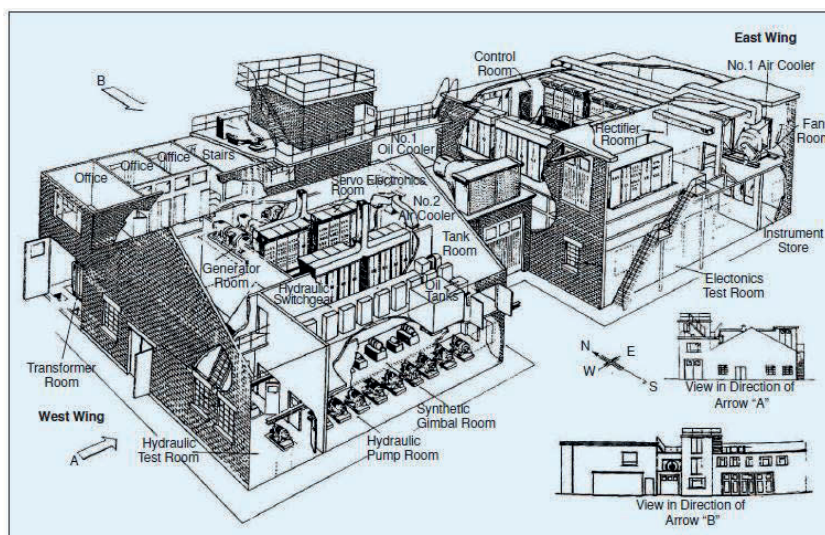 East Wing
Control
Room
No.1 Air Cooler
B
Fan
Room
Rectifier
Room
No.1
Oil Cooler
Office
Office
Office
Stairs
Office
Servo Electronics
Room
No.2
Air Cooler
Tank
Room
Instrument
Store
Generator
Room
Hydraulic
Switchgear
Oil
Tanks
Electonics
Test Room
Transformer
Room
N
E
W
S
View in Direction of
Arrow "A"
West Wing
Synthetic
Gimbal Room
A
Hydraulic
Test Room
Hydraulic
Pump Room
View in Direction of
Arrow "B"